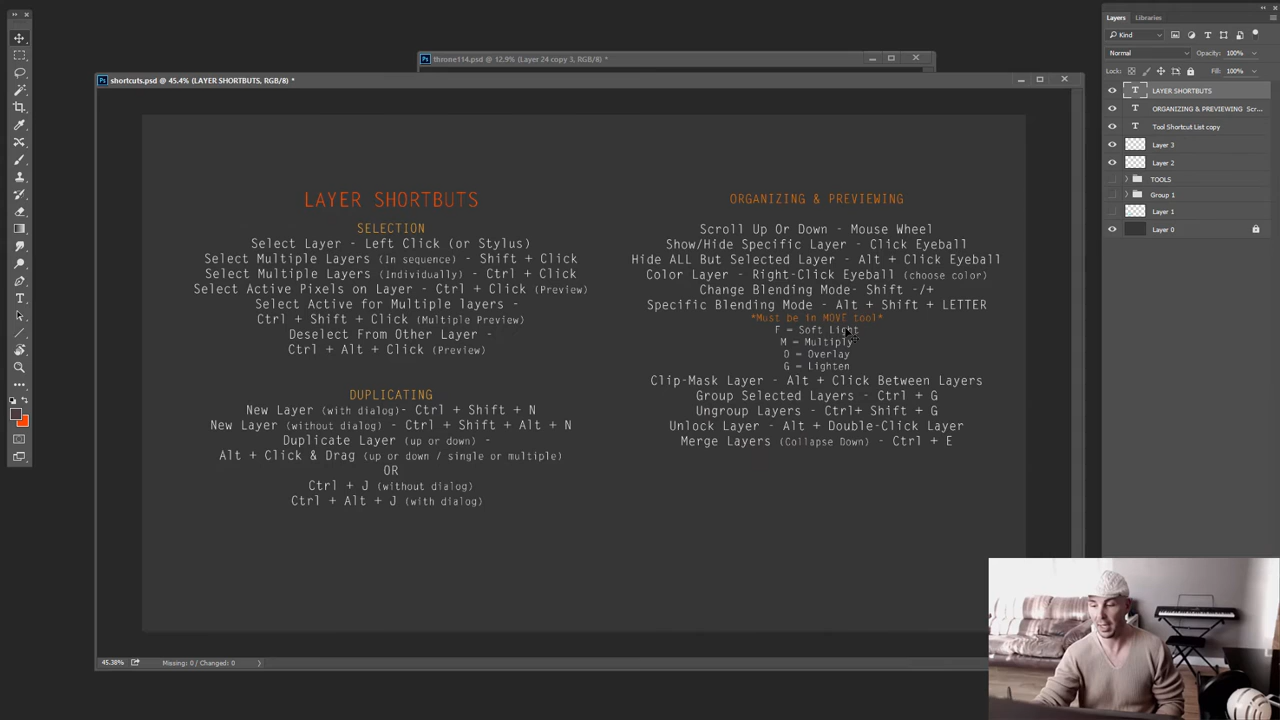 Layers Libraries
throne114.psd @ 12.9% (Layer 24 copy 3, RGB/8) *
Kind
shortcuts.psd @ 45.4% (LAYER SHORTBUTS, RGB/8) *
Normal Opacity: 100%
Lock: Fill: 100%
LAYER SHORTBUTS
ORGANIZING & PREVIEWING Scr...
Tool Shortcut List copy
Layer 3
Layer 2
TOOLS
Group 1
Layer 1
Layer 0
LAYER SHORTBUTS
SELECTION
Select Layer - Left Click (or Stylus)
Select Multiple Layers (In sequence) - Shift + Click
Select Multiple Layers (Individually) - Ctrl + Click
Select Active Pixels on Layer - Ctrl + Click (Preview)
Select Active for Multiple layers -
Ctrl + Shift + Click (Multiple Preview)
Deselect From Other Layer -
Ctrl + Alt + Click (Preview)
DUPLICATING
New Layer (with dialog)- Ctrl + Shift + N
New Layer (without dialog) - Ctrl + Shift + Alt + N
Duplicate Layer (up or down) -
Alt + Click & Drag (up or down / single or multiple)
OR
Ctrl + J (without dialog)
Ctrl + Alt + J (with dialog)
ORGANIZING & PREVIEWING
Scroll Up Or Down - Mouse Wheel
Show/Hide Specific Layer - Click Eyeball
Hide ALL But Selected Layer - Alt + Click Eyeball
Color Layer - Right-Click Eyeball (choose color)
Change Blending Mode- Shift -/+
Specific Blending Mode - Alt + Shift + LETTER
*Must be in MOVE tool*
F = Soft Light
M = Multiply
O = Overlay
G = Lighten
Clip-Mask Layer - Alt + Click Between Layers
Group Selected Layers - Ctrl + G
Ungroup Layers - Ctrl+ Shift + G
Unlock Layer - Alt + Double-Click Layer
Merge Layers (Collapse Down) - Ctrl + E
45.38% Missing: 0 / Changed: 0